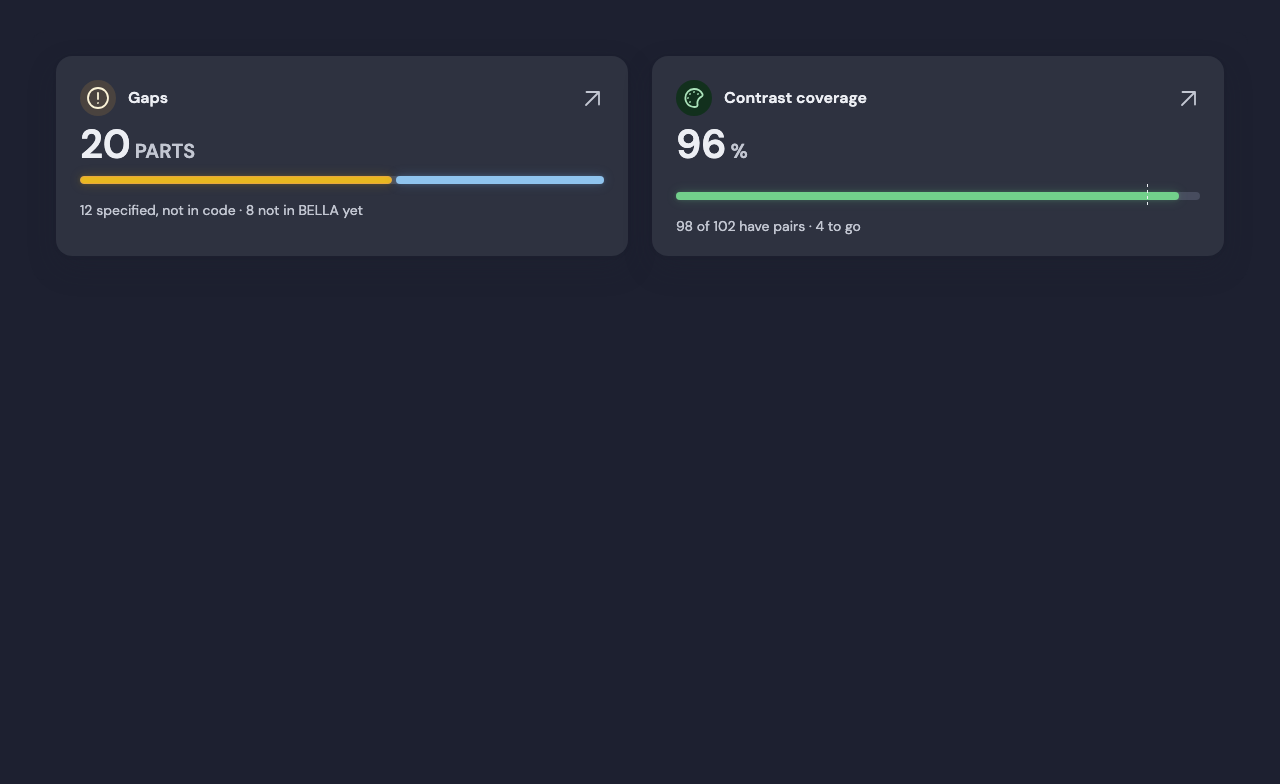 Gaps
20 PARTS
12 specified, not in code · 8 not in BELLA yet
Contrast coverage
96 %
98 of 102 have pairs · 4 to go